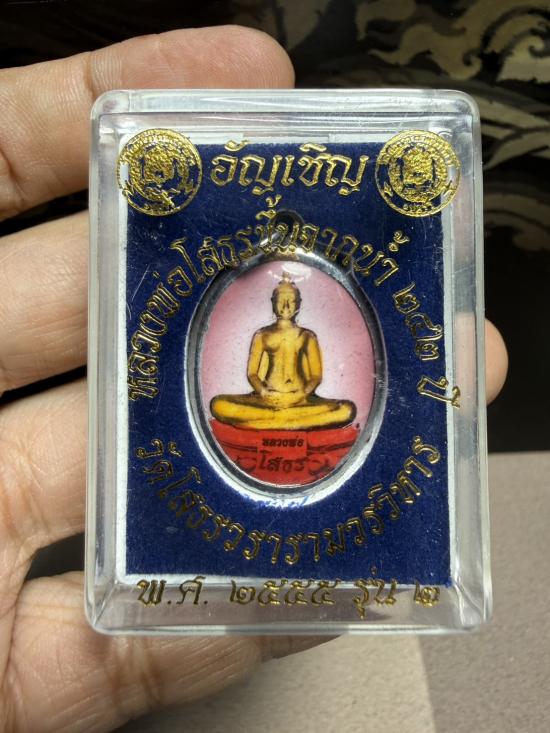 อัญเชิญ
หลวงพ่อโสธรขึ้นจากน้ำ ๒๔๒ ปี
หลวงพ่อ
โสธร
วัดโสธรวรารามวรวิหาร
พ.ศ. ๒๕๕๕ รุ่น ๒